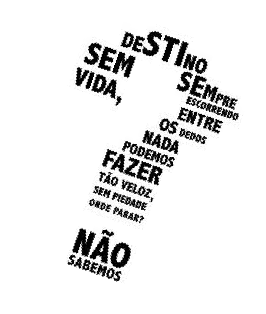 SEM
VIDA,
DESTINO
SEMPRE
ESCORRENDO
ENTRE
OS DEDOS
NADA
PODEMOS
FAZER
TÃO VELOZ,
SEM PIEDADE
ONDE PARAR?
NÃO
SABEMOS